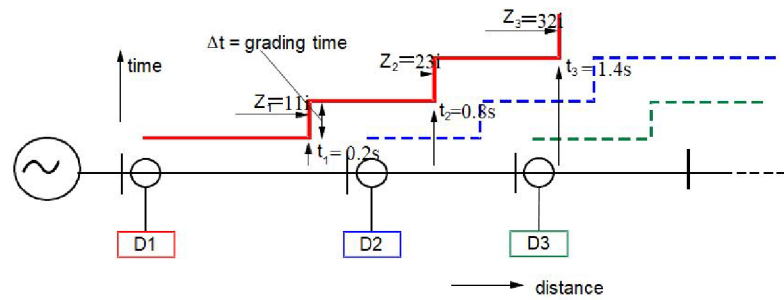 Z3=32i
Δt = grading time
time
Z2=23i
t3 = 1.4s
Z1=11i
t2=0.8s
t1 = 0.2s
D1
D2
D3
distance